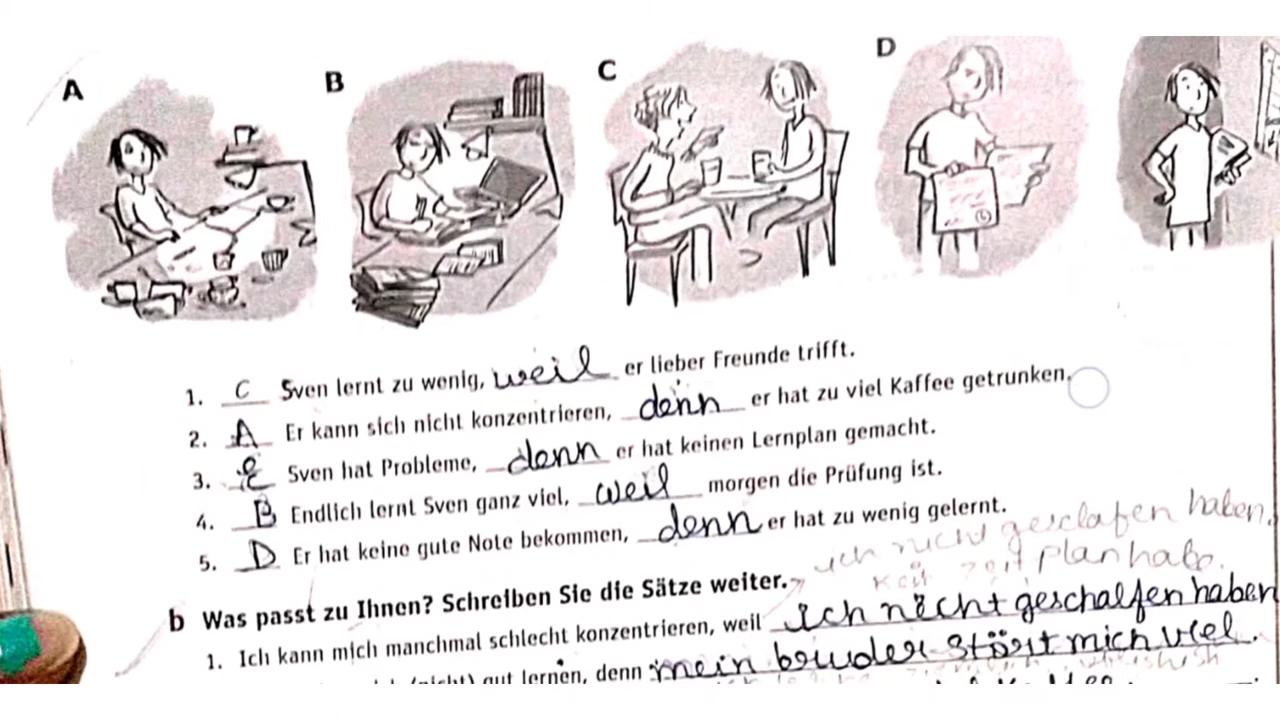 A B C D
1. C Sven lernt zu wenig, weil er lieber Freunde trifft.
2. A Er kann sich nicht konzentrieren, denn er hat zu viel Kaffee getrunken.
3. E Sven hat Probleme, denn er hat keinen Lernplan gemacht.
4. B Endlich lernt Sven ganz viel, weil morgen die Prüfung ist.
5. D Er hat keine gute Note bekommen, denn er hat zu wenig gelernt.
ich nicht geschlafen haben.
zeit plan habe.
b Was passt zu Ihnen? Schreiben Sie die Sätze weiter.
1. Ich kann mich manchmal schlecht konzentrieren, weil ich nicht geschalfen haben
(nicht) gut lernen, denn mein bruder stört mich viel.